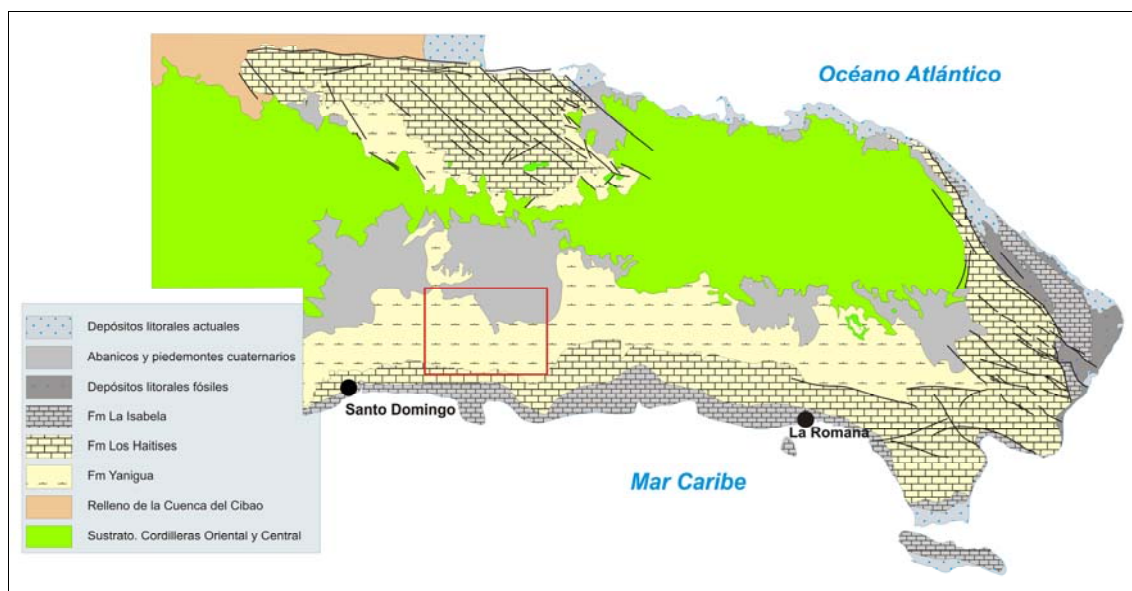 Océano Atlántico
Santo Domingo
La Romana
Mar Caribe
Depósitos litorales actuales
Abanicos y piedemontes cuaternarios
Depósitos litorales fósiles
Fm La Isabela
Fm Los Haitises
Fm Yanigua
Relleno de la Cuenca del Cibao
Sustrato. Cordilleras Oriental y Central